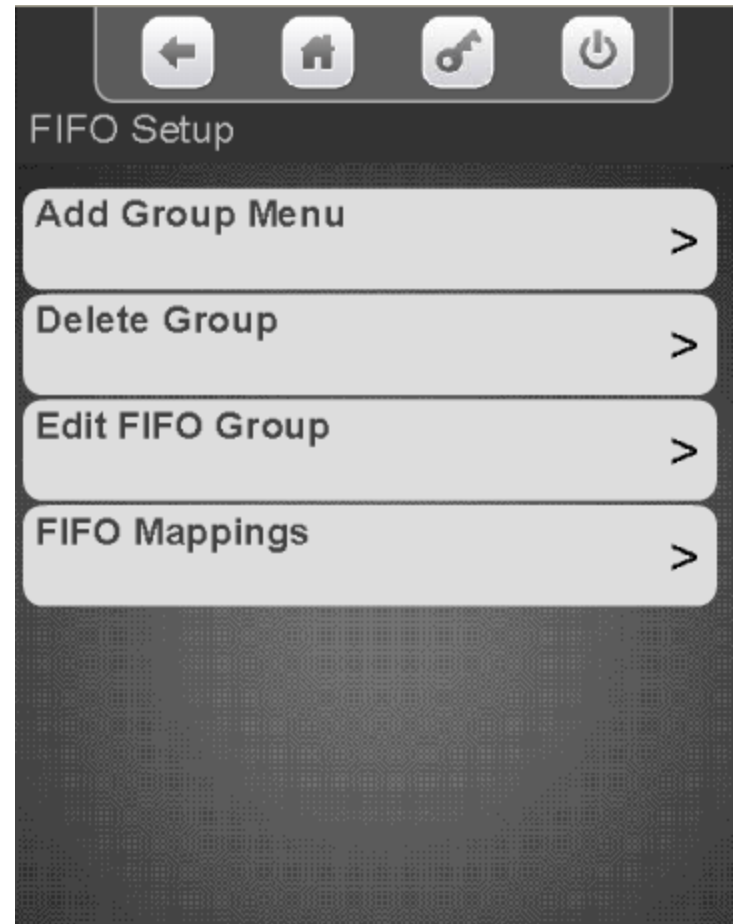 FIFO Setup
Add Group Menu
>
Delete Group
>
Edit FIFO Group
>
FIFO Mappings
>